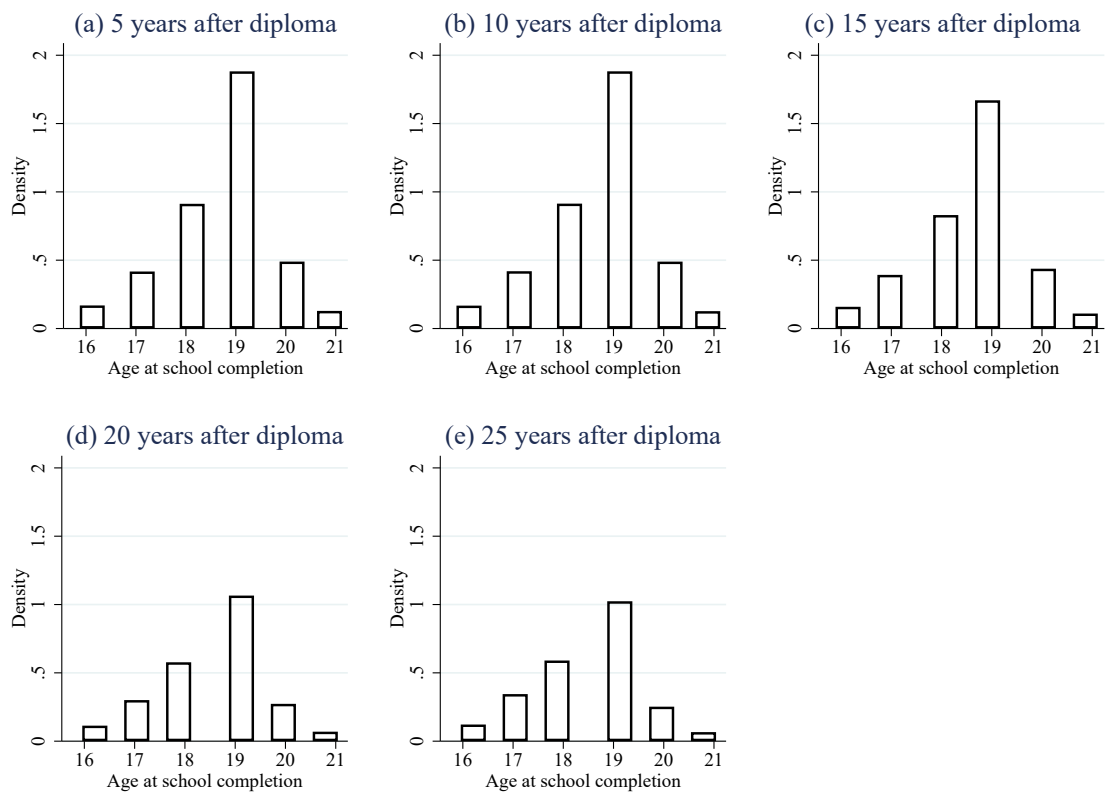 (a) 5 years after diploma
Density
2
1.5
1
.5
0
16 17 18 19 20 21
Age at school completion
(b) 10 years after diploma
Density
2
1.5
1
.5
0
16 17 18 19 20 21
Age at school completion
(c) 15 years after diploma
Density
2
1.5
1
.5
0
16 17 18 19 20 21
Age at school completion
(d) 20 years after diploma
Density
2
1.5
1
.5
0
16 17 18 19 20 21
Age at school completion
(e) 25 years after diploma
Density
2
1.5
1
.5
0
16 17 18 19 20 21
Age at school completion